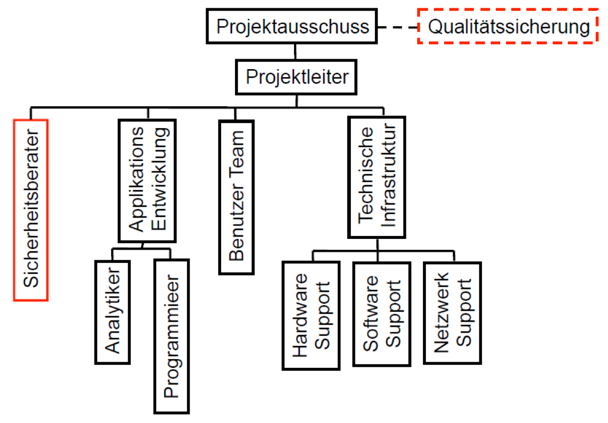 Projektausschuss
Qualitätssicherung
Projektleiter
Sicherheitsberater
Applikations
Entwicklung
Benutzer Team
Technische
Infrastruktur
Analytiker
Programmieer
Hardware
Support
Software
Support
Netzwerk
Support